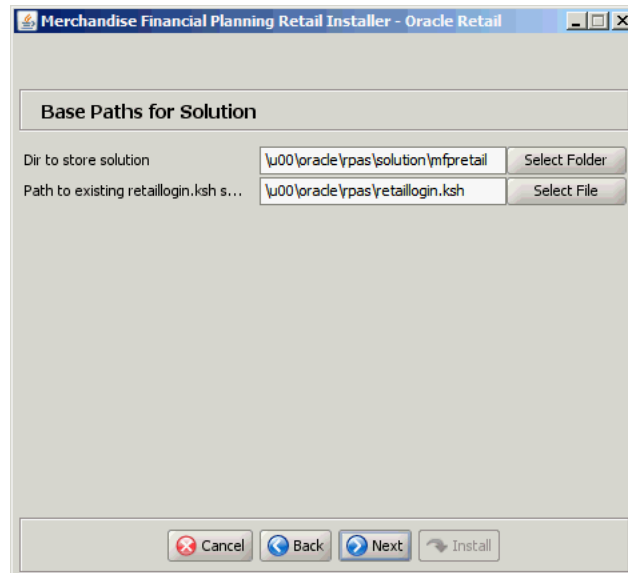 Merchandise Financial Planning Retail Installer - Oracle Retail
Base Paths for Solution
Dir to store solution \u00\oracle\rpas\solution\mfpretail Select Folder
Path to existing retaillogin.ksh s... \u00\oracle\rpas\retaillogin.ksh Select File
Cancel Back Next Install